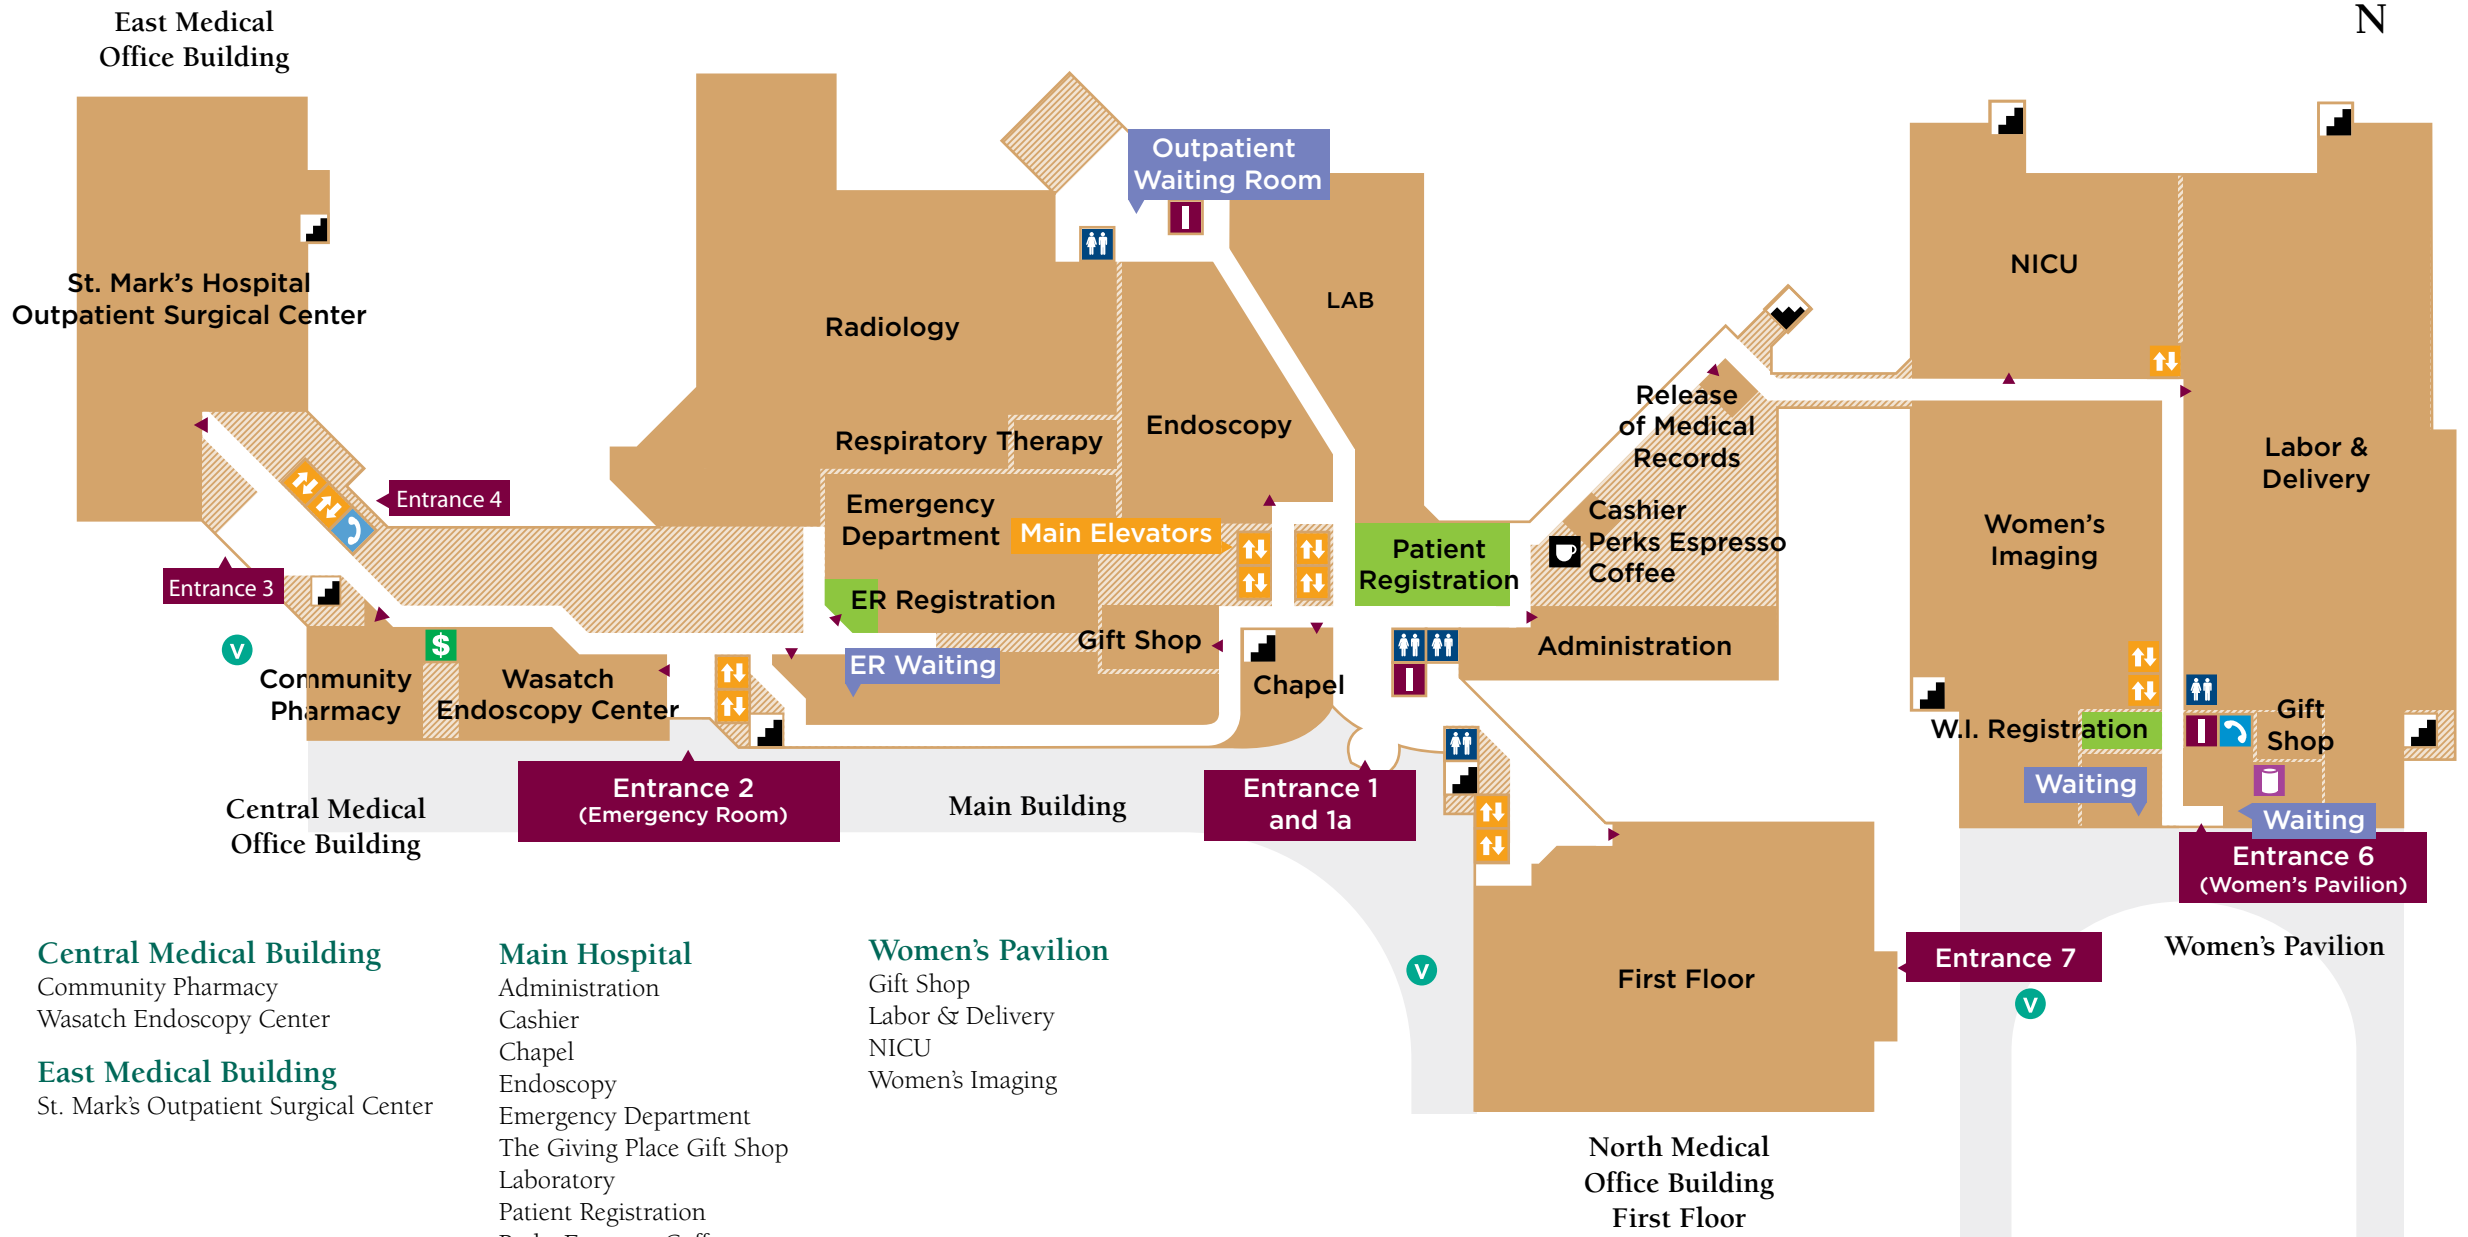 East Medical
Office Building
N
Outpatient
Waiting Room
St. Mark's Hospital
Outpatient Surgical Center
Radiology
LAB
NICU
Respiratory Therapy
Endoscopy
Release
of Medical
Records
Labor &
Delivery
Entrance 4
Emergency
Department
Main Elevators
Patient
Registration
Cashier
Perks Espresso
Coffee
Women's
Imaging
Entrance 3
ER Registration
Gift Shop
Administration
V
$
ER Waiting
Community
Pharmacy
Wasatch
Endoscopy Center
Chapel
W.I. Registration
Gift
Shop
Waiting
Waiting
Entrance 2
(Emergency Room)
Main Building
Entrance 1
and 1a
Central Medical
Office Building
Entrance 6
(Women's Pavilion)
Women's Pavilion
V
First Floor
Entrance 7
V
North Medical
Office Building
First Floor
Central Medical Building
Community Pharmacy
Wasatch Endoscopy Center
East Medical Building
St. Mark's Outpatient Surgical Center
Main Hospital
Administration
Cashier
Chapel
Endoscopy
Emergency Department
The Giving Place Gift Shop
Laboratory
Patient Registration
Women's Pavilion
Gift Shop
Labor & Delivery
NICU
Women's Imaging